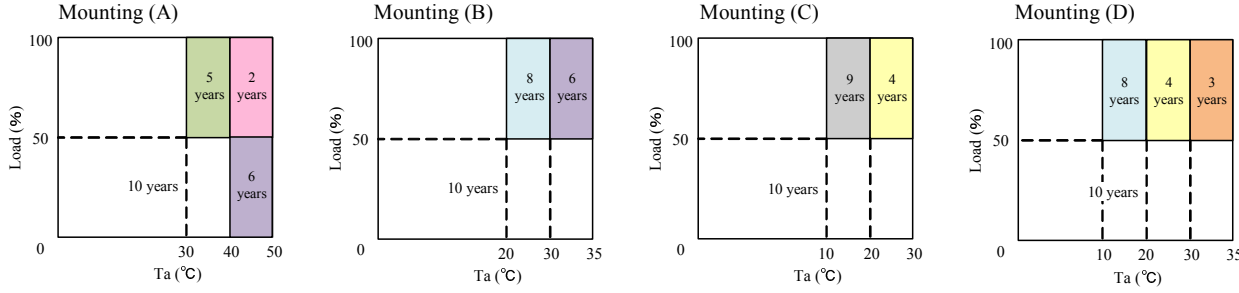 Mounting (A)
100
50
0
Load (%)
5
years
2
years
6
years
10 years
30
40
50
Ta (℃)
Mounting (B)
100
50
0
Load (%)
8
years
6
years
10 years
20
30
35
Ta (℃)
Mounting (C)
100
50
0
Load (%)
9
years
4
years
10 years
10
20
30
Ta (℃)
Mounting (D)
100
50
0
Load (%)
8
years
4
years
3
years
10 years
10
20
30
35
Ta (℃)